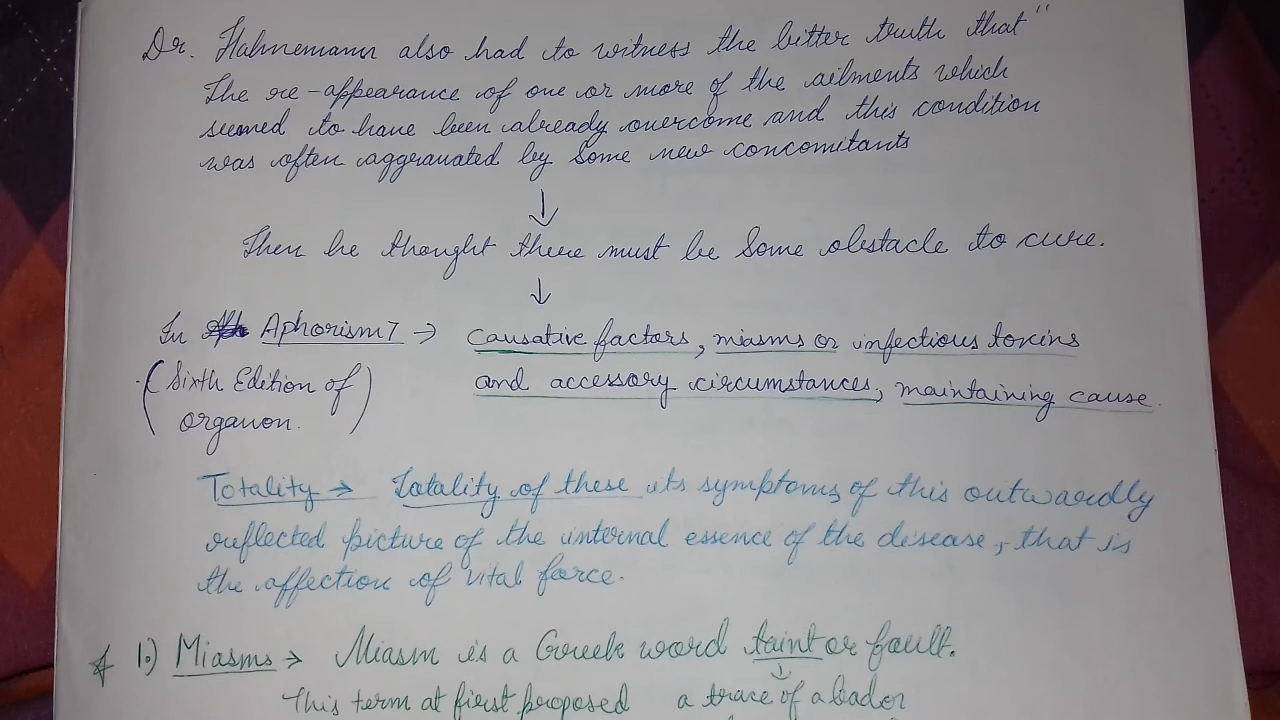 Dr. Hahnemann also had to witness the bitter truth that "
The re-appearance of one or more of the ailments which
seemed to have been already overcome and this condition
was often aggravated by some new concomitants
↓
Then he thought there must be some obstacle to cure.
↓
In Aphorism 7 → causative factors, miasms or infectious toxins
(Sixth Edition of organon.) and accessory circumstances, maintaining cause.
Totality → Totality of these its symptoms, of this outwardly
reflected picture of the internal essence of the disease, that is
the affection of vital force.
1.) Miasms → Miasm is a Greek word taint or fault.
↓
This term at first proposed a trace of a bad or